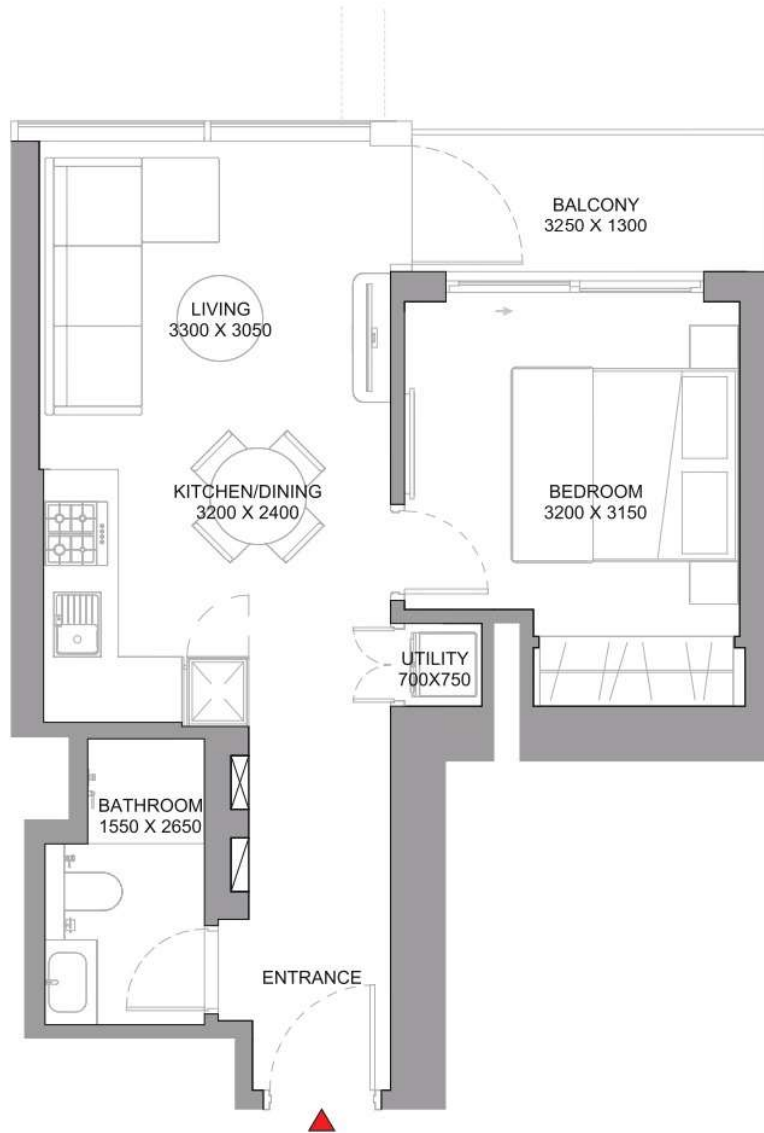 BALCONY
3250 X 1300
LIVING
3300 X 3050
KITCHEN/DINING
3200 X 2400
BEDROOM
3200 X 3150
UTILITY
700X750
BATHROOM
1550 X 2650
ENTRANCE